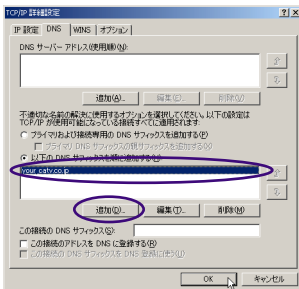 TCP/IP 詳細設定
IP 設定 DNS WINS オプション
DNS サーバー アドレス(使用順)(N):
追加(A)... 編集(E)... 削除(V)
不適切な名前の解決に使用するオプションを選択してください。以下の設定は
TCP/IP が使用可能になっている接続すべてに適用されます:
プライマリおよび接続専用の DNS サフィックスを追加する(P)
プライマリ DNS サフィックスの親サフィックスを追加する(X)
以下の DNS サフィックスを順に追加する(H):
your.catv.co.jp
追加(D)... 編集(T)... 削除(M)
この接続の DNS サフィックス(S):
この接続のアドレスを DNS に登録する(R)
この接続の DNS サフィックスを DNS 登録に使う(U)
OK キャンセル